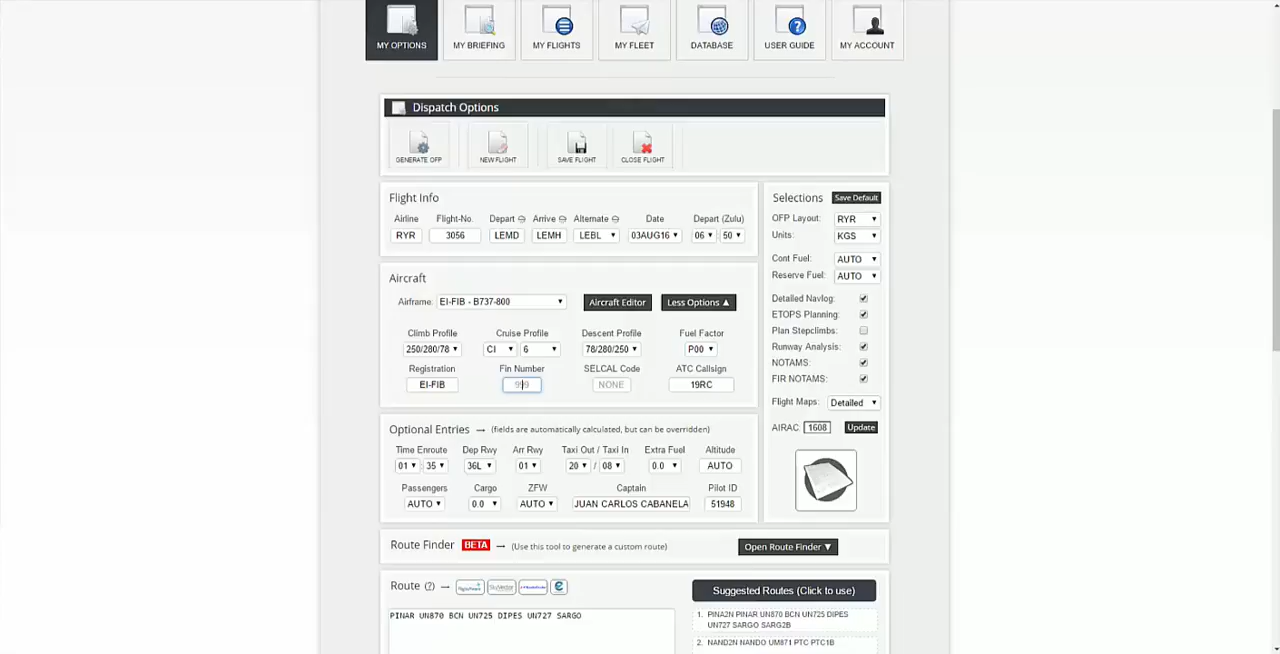 MY OPTIONS MY BRIEFING MY FLIGHTS MY FLEET DATABASE USER GUIDE MY ACCOUNT
Dispatch Options
GENERATE OFP NEW FLIGHT SAVE FLIGHT CLOSE FLIGHT
Flight Info
Airline Flight-No. Depart Arrive Alternate Date Depart (Zulu)
RYR 3056 LEMD LEMH LEBL 03AUG16 06 50
Aircraft
Airframe: EI-FIB - B737-800 Aircraft Editor Less Options ▲
Climb Profile Cruise Profile Descent Profile Fuel Factor
250/280/78 CI 6 78/280/250 P00
Registration Fin Number SELCAL Code ATC Callsign
EI-FIB 999 NONE 19RC
Optional Entries → (fields are automatically calculated, but can be overridden)
Time Enroute Dep Rwy Arr Rwy Taxi Out / Taxi In Extra Fuel Altitude
01 : 35 36L 01 20 / 08 0.0 AUTO
Passengers Cargo ZFW Captain Pilot ID
AUTO 0.0 AUTO JUAN CARLOS CABANELA 51948
Selections Save Default
OFP Layout: RYR
Units: KGS
Cont Fuel: AUTO
Reserve Fuel: AUTO
Detailed Navlog:
ETOPS Planning:
Plan Stepclimbs:
Runway Analysis:
NOTAMS:
FIR NOTAMS:
Flight Maps: Detailed
AIRAC: 1608 Update
Route Finder BETA → (Use this tool to generate a custom route) Open Route Finder ▼
Route (?) → SkyVector
PINAR UN870 BCN UN725 DIPES UN727 SARGO
Suggested Routes (Click to use)
1. PINA2N PINAR UN870 BCN UN725 DIPES
UN727 SARGO SARG2B
2. NAND2N NANDO UM871 PTC PTC1B